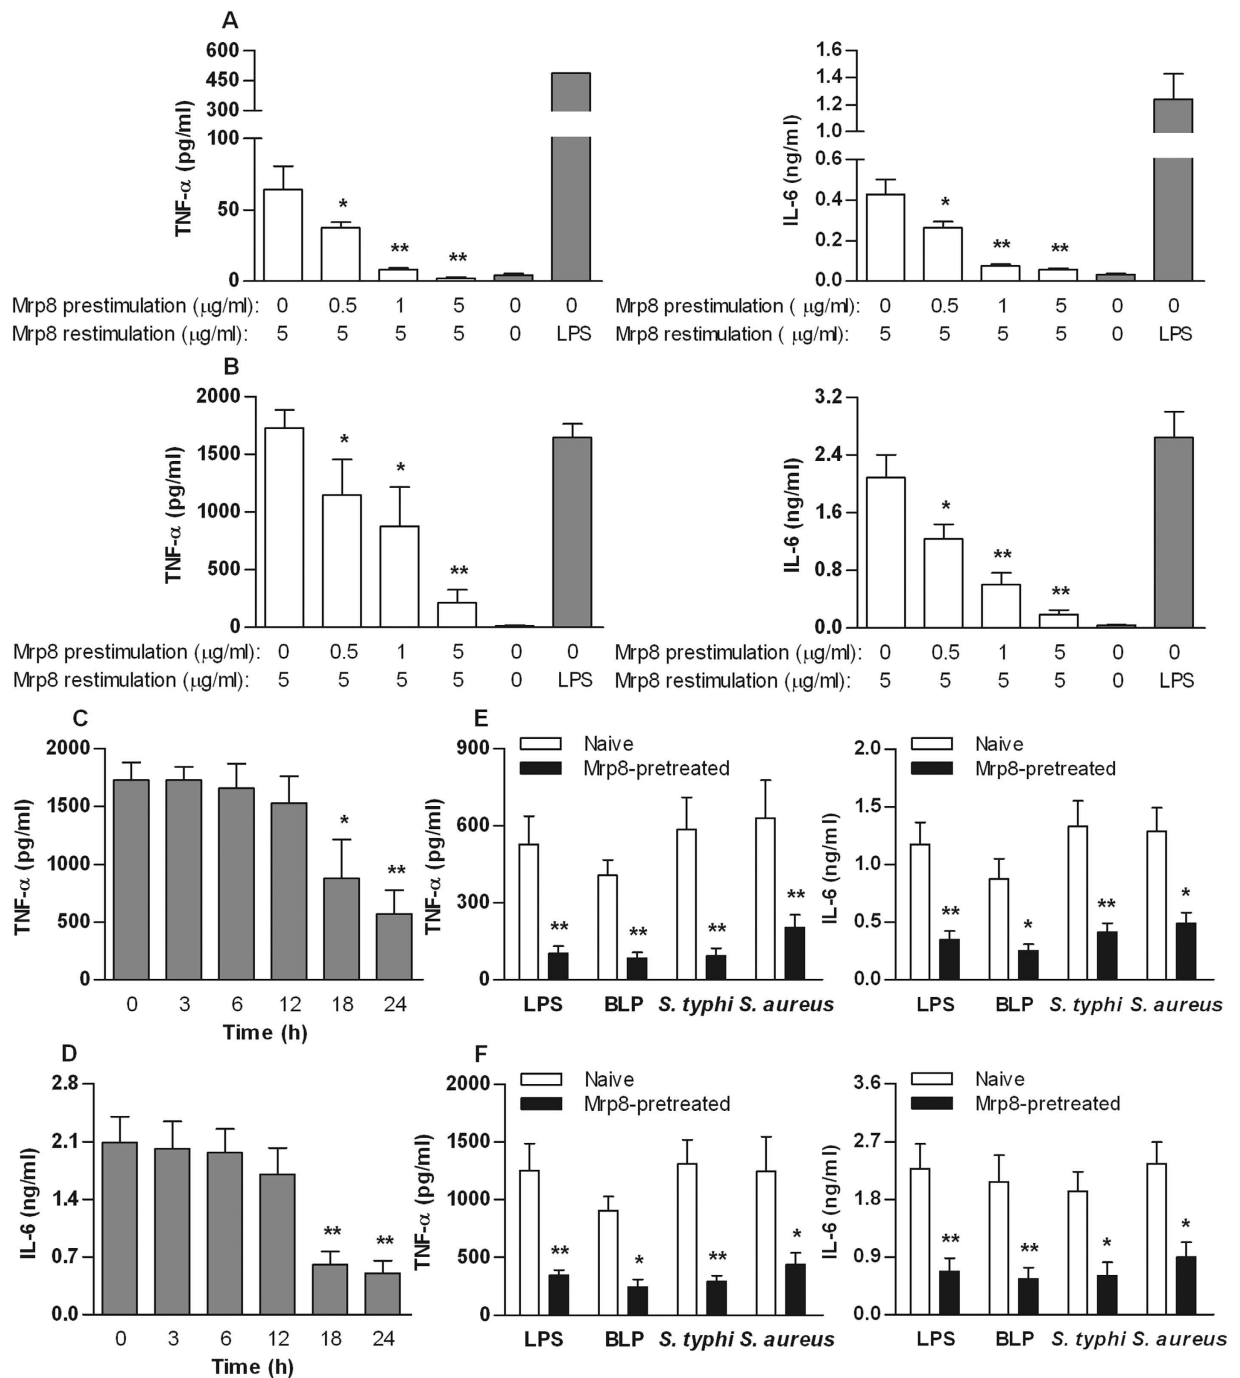 A
TNF-α (pg/ml)
600
450
300
100
50
0
*
**
**
Mrp8 prestimulation (μg/ml): 0 0.5 1 5 0 0
Mrp8 restimulation (μg/ml): 5 5 5 5 0 LPS
IL-6 (ng/ml)
1.6
1.4
1.2
1.0
0.6
0.4
0.2
0.0
*
**
**
Mrp8 prestimulation ( μg/ml): 0 0.5 1 5 0 0
Mrp8 restimulation ( μg/ml): 5 5 5 5 0 LPS
B
TNF-α (pg/ml)
2000
1500
1000
500
0
*
*
**
Mrp8 prestimulation (μg/ml): 0 0.5 1 5 0 0
Mrp8 restimulation (μg/ml): 5 5 5 5 0 LPS
IL-6 (ng/ml)
3.2
2.4
1.6
0.8
0.0
*
**
**
Mrp8 prestimulation (μg/ml): 0 0.5 1 5 0 0
Mrp8 restimulation (μg/ml): 5 5 5 5 0 LPS
C
TNF-α (pg/ml)
2000
1500
1000
500
0
*
**
0 3 6 12 18 24
Time (h)
E
Naive
Mrp8-pretreated
TNF-α (pg/ml)
900
600
300
0
** ** ** **
LPS BLP S. typhi S. aureus
Naive
Mrp8-pretreated
IL-6 (ng/ml)
2.0
1.5
1.0
0.5
0.0
** * ** *
LPS BLP S. typhi S. aureus
D
IL-6 (ng/ml)
2.8
2.1
1.4
0.7
0.0
** **
0 3 6 12 18 24
Time (h)
F
Naive
Mrp8-pretreated
TNF-α (pg/ml)
2000
1500
1000
500
0
** * ** *
LPS BLP S. typhi S. aureus
Naive
Mrp8-pretreated
IL-6 (ng/ml)
3.6
2.7
1.8
0.9
0.0
** ** * *
LPS BLP S. typhi S. aureus